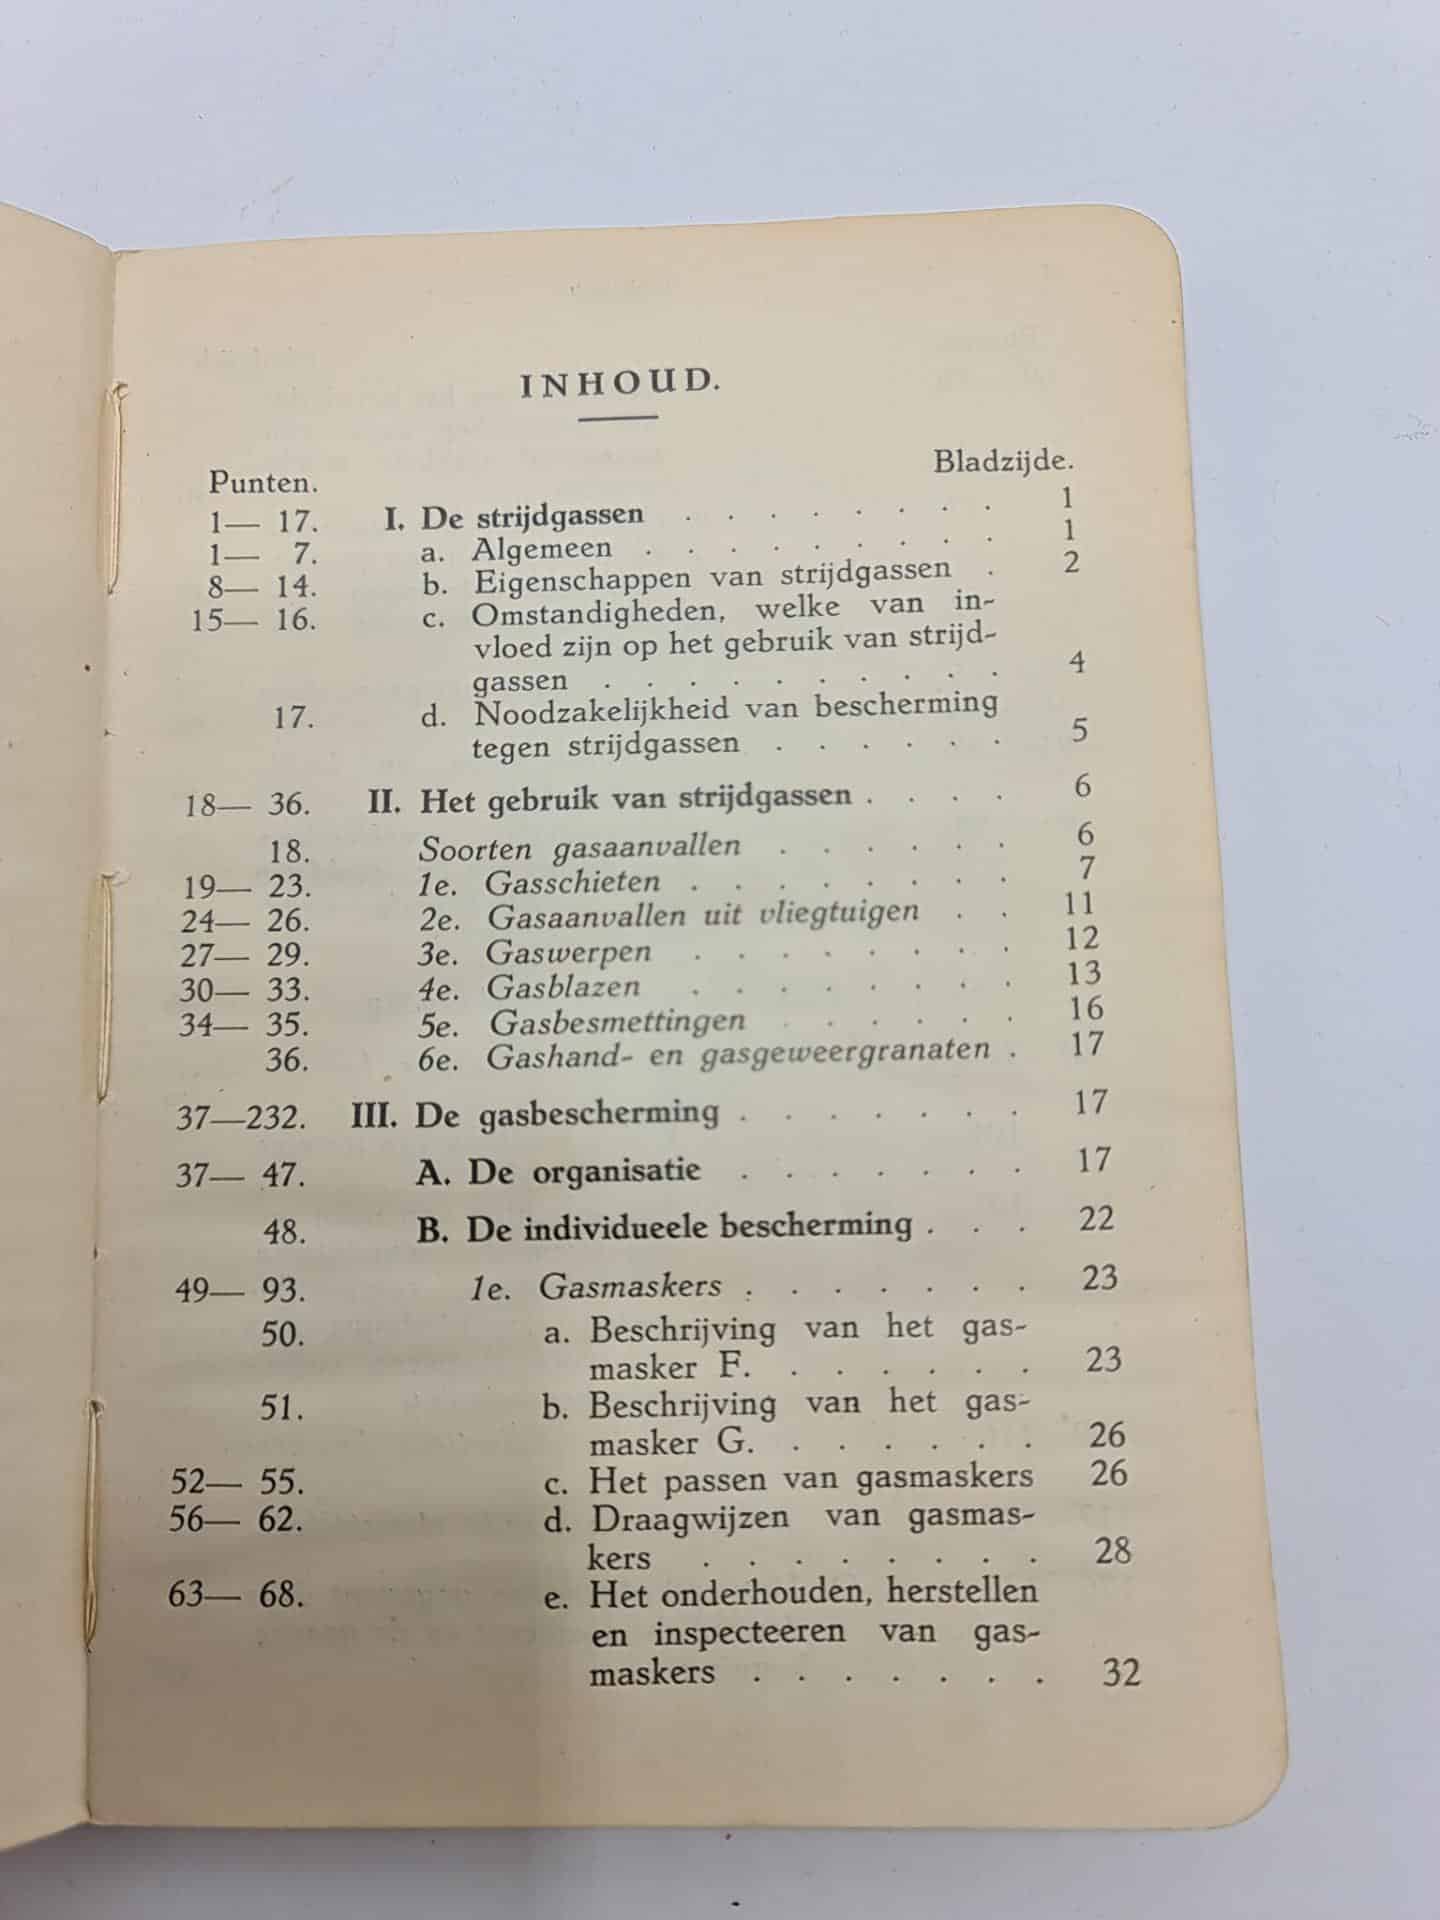 INHOUD.
Punten. Bladzijde.
1— 17. I. De strijdgassen . . . . . . . . 1
1— 7. a. Algemeen . . . . . . . . . 1
8— 14. b. Eigenschappen van strijdgassen . 2
15— 16. c. Omstandigheden, welke van in-
vloed zijn op het gebruik van strijd-
gassen . . . . . . . . . . 4
17. d. Noodzakelijkheid van bescherming
tegen strijdgassen . . . . . . 5
18— 36. II. Het gebruik van strijdgassen . . . . 6
18. Soorten gasaanvallen . . . . . . 6
19— 23. 1e. Gasschieten . . . . . . . . 7
24— 26. 2e. Gasaanvallen uit vliegtuigen . . 11
27— 29. 3e. Gaswerpen . . . . . . . . 12
30— 33. 4e. Gasblazen . . . . . . . . 13
34— 35. 5e. Gasbesmettingen . . . . . . 16
36. 6e. Gashand- en gasgeweergranaten . 17
37—232. III. De gasbescherming . . . . . . . 17
37— 47. A. De organisatie . . . . . . . 17
48. B. De individueele bescherming . . . 22
49— 93. 1e. Gasmaskers . . . . . . . 23
50. a. Beschrijving van het gas-
masker F. . . . . . . 23
51. b. Beschrijving van het gas-
masker G. . . . . . . 26
52— 55. c. Het passen van gasmaskers 26
56— 62. d. Draagwijzen van gasmas-
kers . . . . . . . . 28
63— 68. e. Het onderhouden, herstellen
en inspecteeren van gas-
maskers . . . . . . . 32